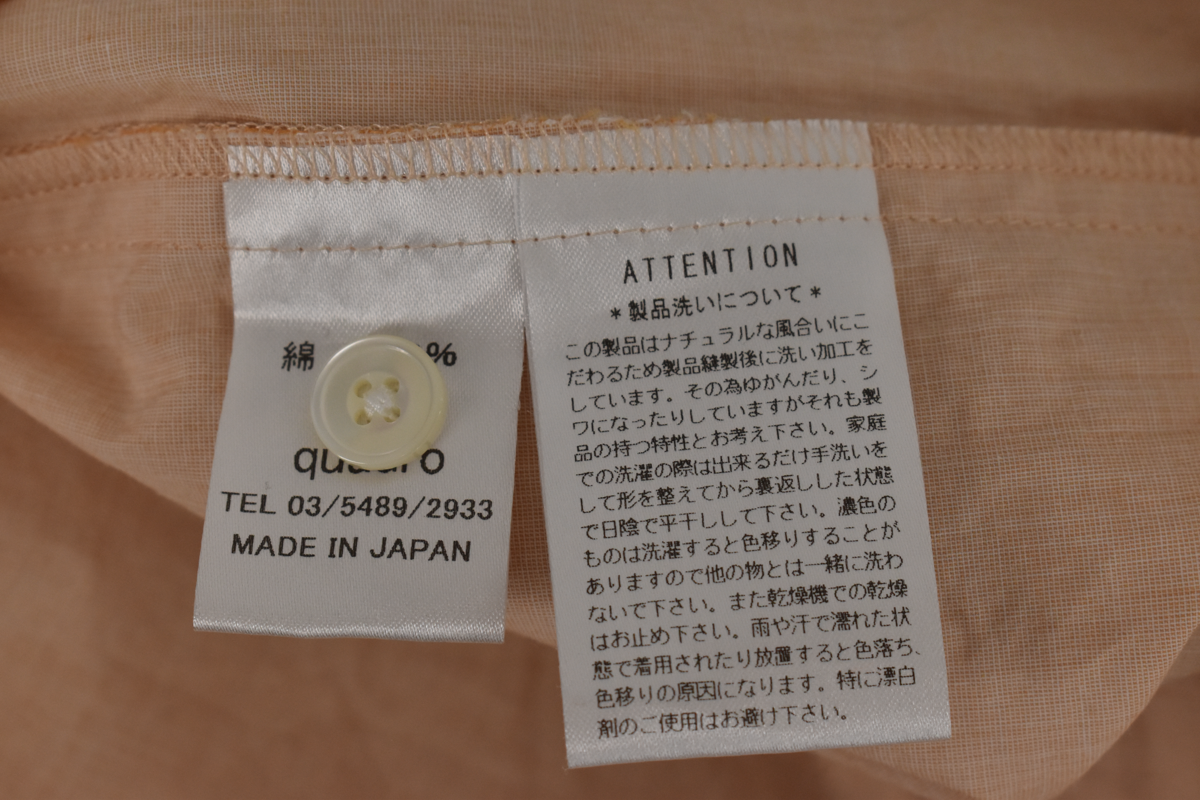 綿 %
TEL 03/5489/2933
MADE IN JAPAN
ATTENTION
*製品洗いについて*
この製品はナチュラルな風合いにこ
だわるため製品縫製後に洗い加工を
しています。その為ゆがんだり、シ
ワになったりしていますがそれも製
品の持つ特性とお考え下さい。家庭
での洗濯の際は出来るだけ手洗いを
して形を整えてから裏返しした状態
で日陰で平干しして下さい。濃色の
ものは洗濯すると色移りすることが
ありますので他の物とは一緒に洗わ
ないで下さい。また乾燥機での乾燥
はお止め下さい。雨や汗で濡れた状
態で着用されたり放置すると色落ち、
色移りの原因になります。特に漂白
剤のご使用はお避け下さい。